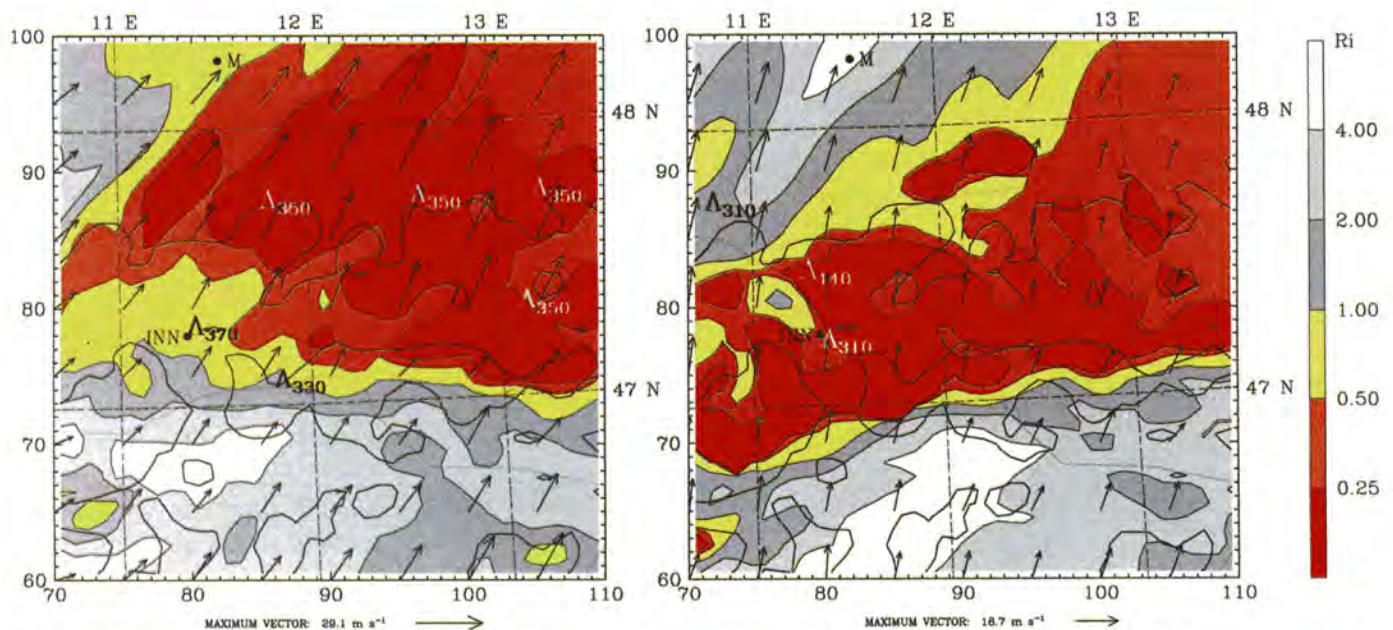 11 E 12 E 13 E
100
M
48 N
90
Λ350 Λ350 Λ350
80
Λ350
INN Λ370
Λ330
47 N
70
60
70 80 90 100 110
MAXIMUM VECTOR: 29.1 m s⁻¹
11 E 12 E 13 E
100
M
48 N
90
Λ310
Λ140
80
INN Λ310
47 N
70
60
70 80 90 100 110
MAXIMUM VECTOR: 18.7 m s⁻¹
Ri
4.00
2.00
1.00
0.50
0.25